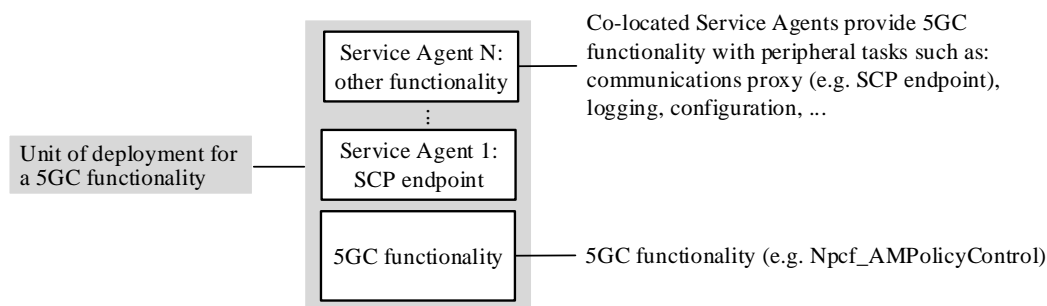 Service Agent N:
other functionality
Co-located Service Agents provide 5GC
functionality with peripheral tasks such as:
communications proxy (e.g. SCP endpoint),
logging, configuration, ...
...
Unit of deployment for
a 5GC functionality
Service Agent 1:
SCP endpoint
5GC functionality
5GC functionality (e.g. Npcf_AMPolicyControl)